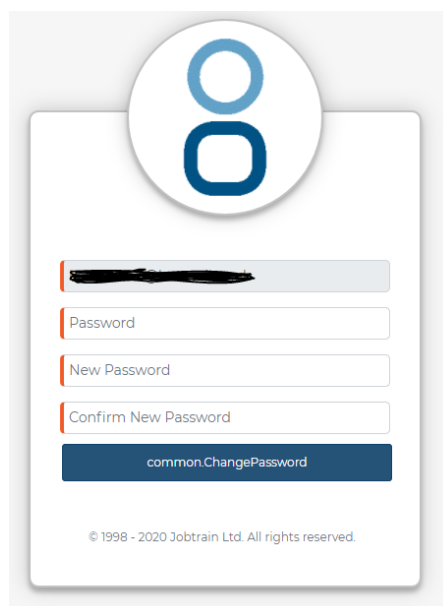 Password
New Password
Confirm New Password
common.ChangePassword
© 1998 - 2020 Jobtrain Ltd. All rights reserved.